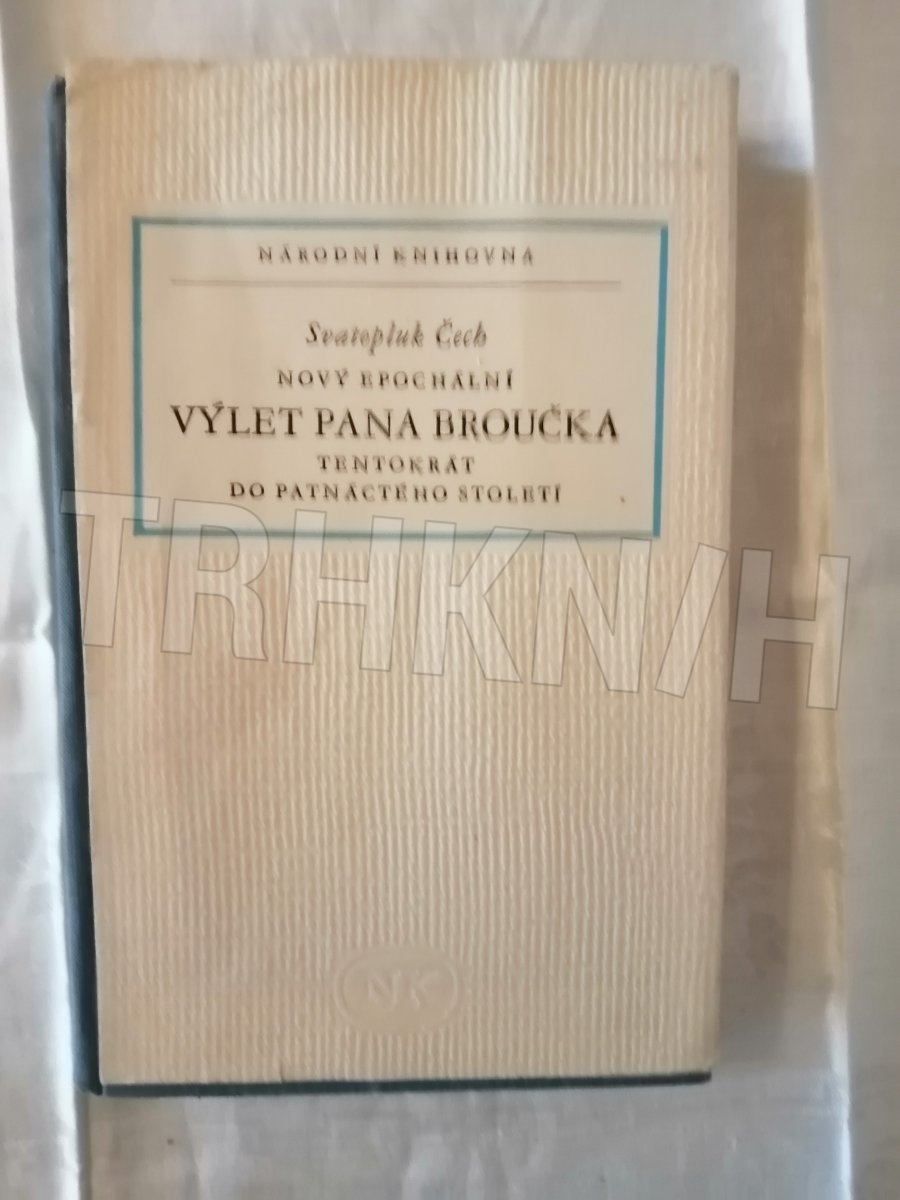 NÁRODNÍ KNIHOVNA
Svatopluk Čech
NOVÝ EPOCHÁLNÍ
VÝLET PANA BROUČKA
TENTOKRÁT
DO PATNÁCTÉHO STOLETÍ
TRHKNIH
NK